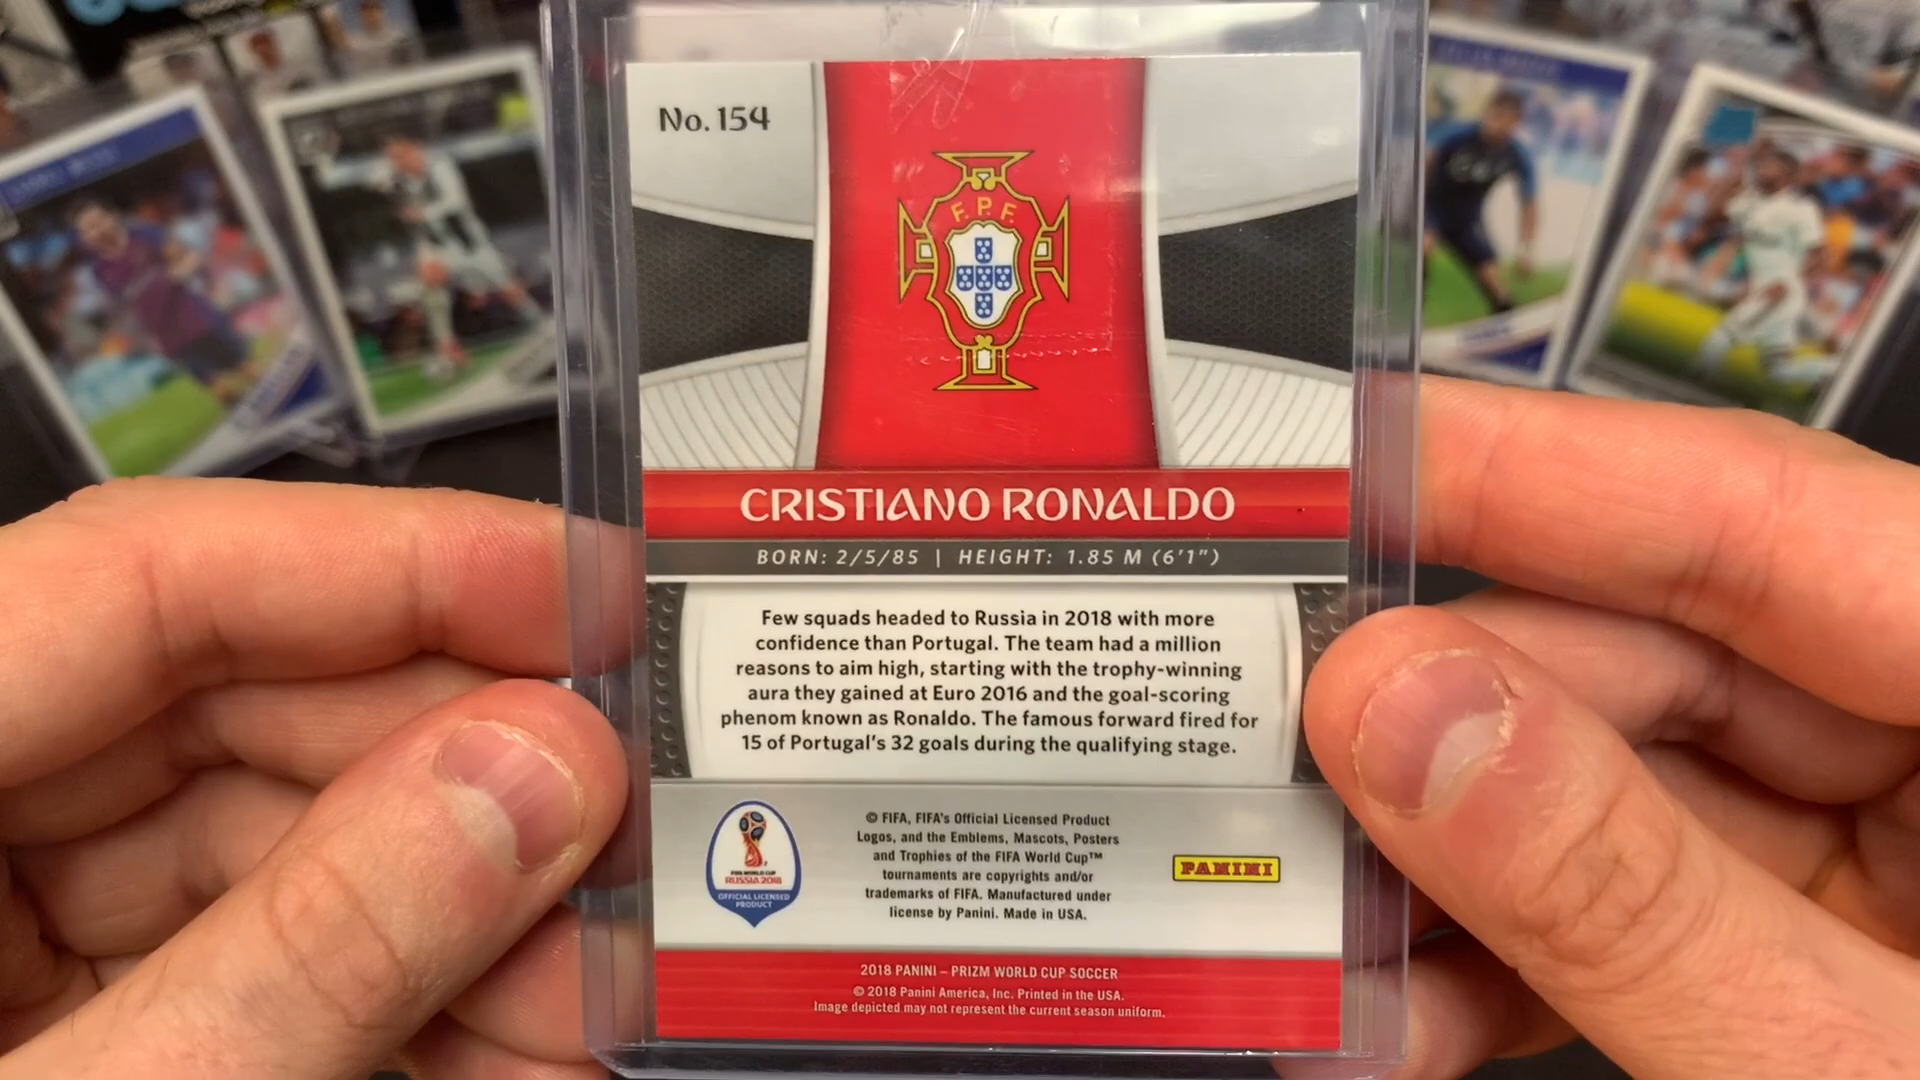 No. 154
F.P.F.
CRISTIANO RONALDO
BORN: 2/5/85 | HEIGHT: 1.85 M (6'1")
Few squads headed to Russia in 2018 with more
confidence than Portugal. The team had a million
reasons to aim high, starting with the trophy-winning
aura they gained at Euro 2016 and the goal-scoring
phenom known as Ronaldo. The famous forward fired for
15 of Portugal's 32 goals during the qualifying stage.
FIFA WORLD CUP
RUSSIA 2018
OFFICIAL LICENSED
PRODUCT
© FIFA, FIFA's Official Licensed Product
Logos, and the Emblems, Mascots, Posters
and Trophies of the FIFA World Cup™
tournaments are copyrights and/or
trademarks of FIFA. Manufactured under
license by Panini. Made in USA.
PANINI
2018 PANINI – PRIZM WORLD CUP SOCCER
© 2018 Panini America, Inc. Printed in the USA.
Image depicted may not represent the current season uniform.